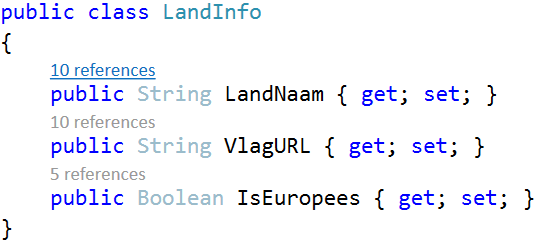 public class LandInfo
{
10 references
public String LandNaam { get; set; }
10 references
public String VlagURL { get; set; }
5 references
public Boolean IsEuropees { get; set; }
}